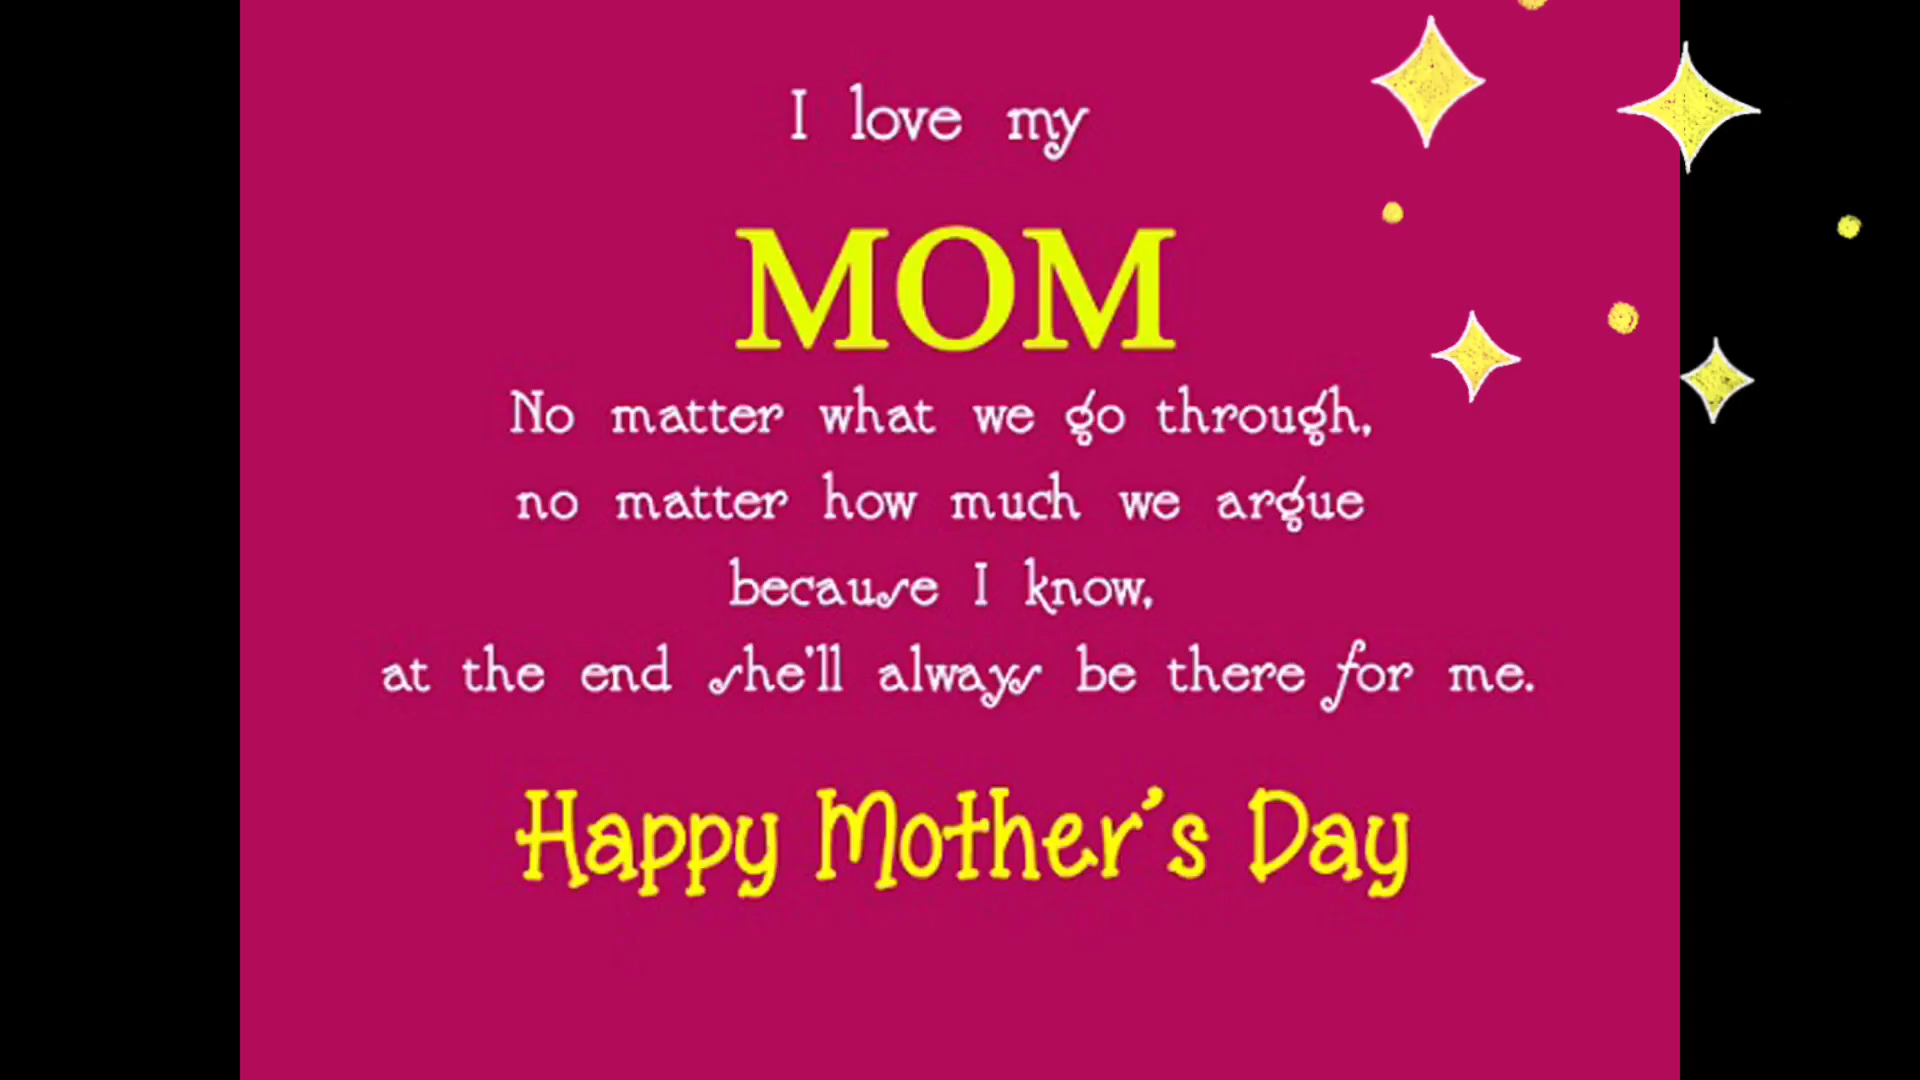 I love my
MOM
No matter what we go through,
no matter how much we argue
because I know,
at the end she'll always be there for me.
Happy Mother's Day